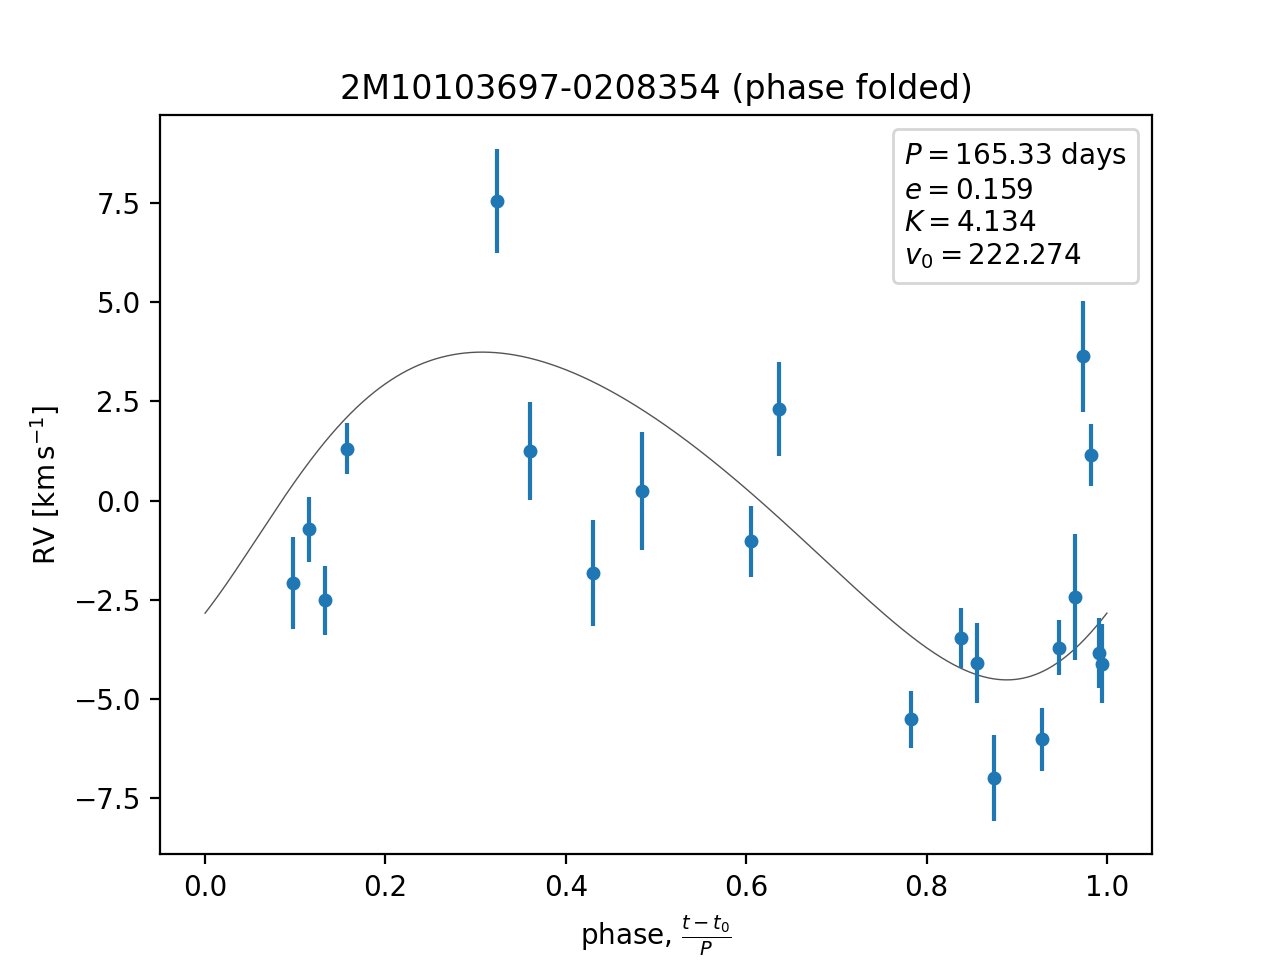 2M10103697-0208354 (phase folded)
P = 165.33 days
e = 0.159
K = 4.134
v₀ = 222.274
7.5
5.0
2.5
0.0
−2.5
−5.0
−7.5
RV [km s⁻¹]
0.0 0.2 0.4 0.6 0.8 1.0
phase, (t − t₀)/P